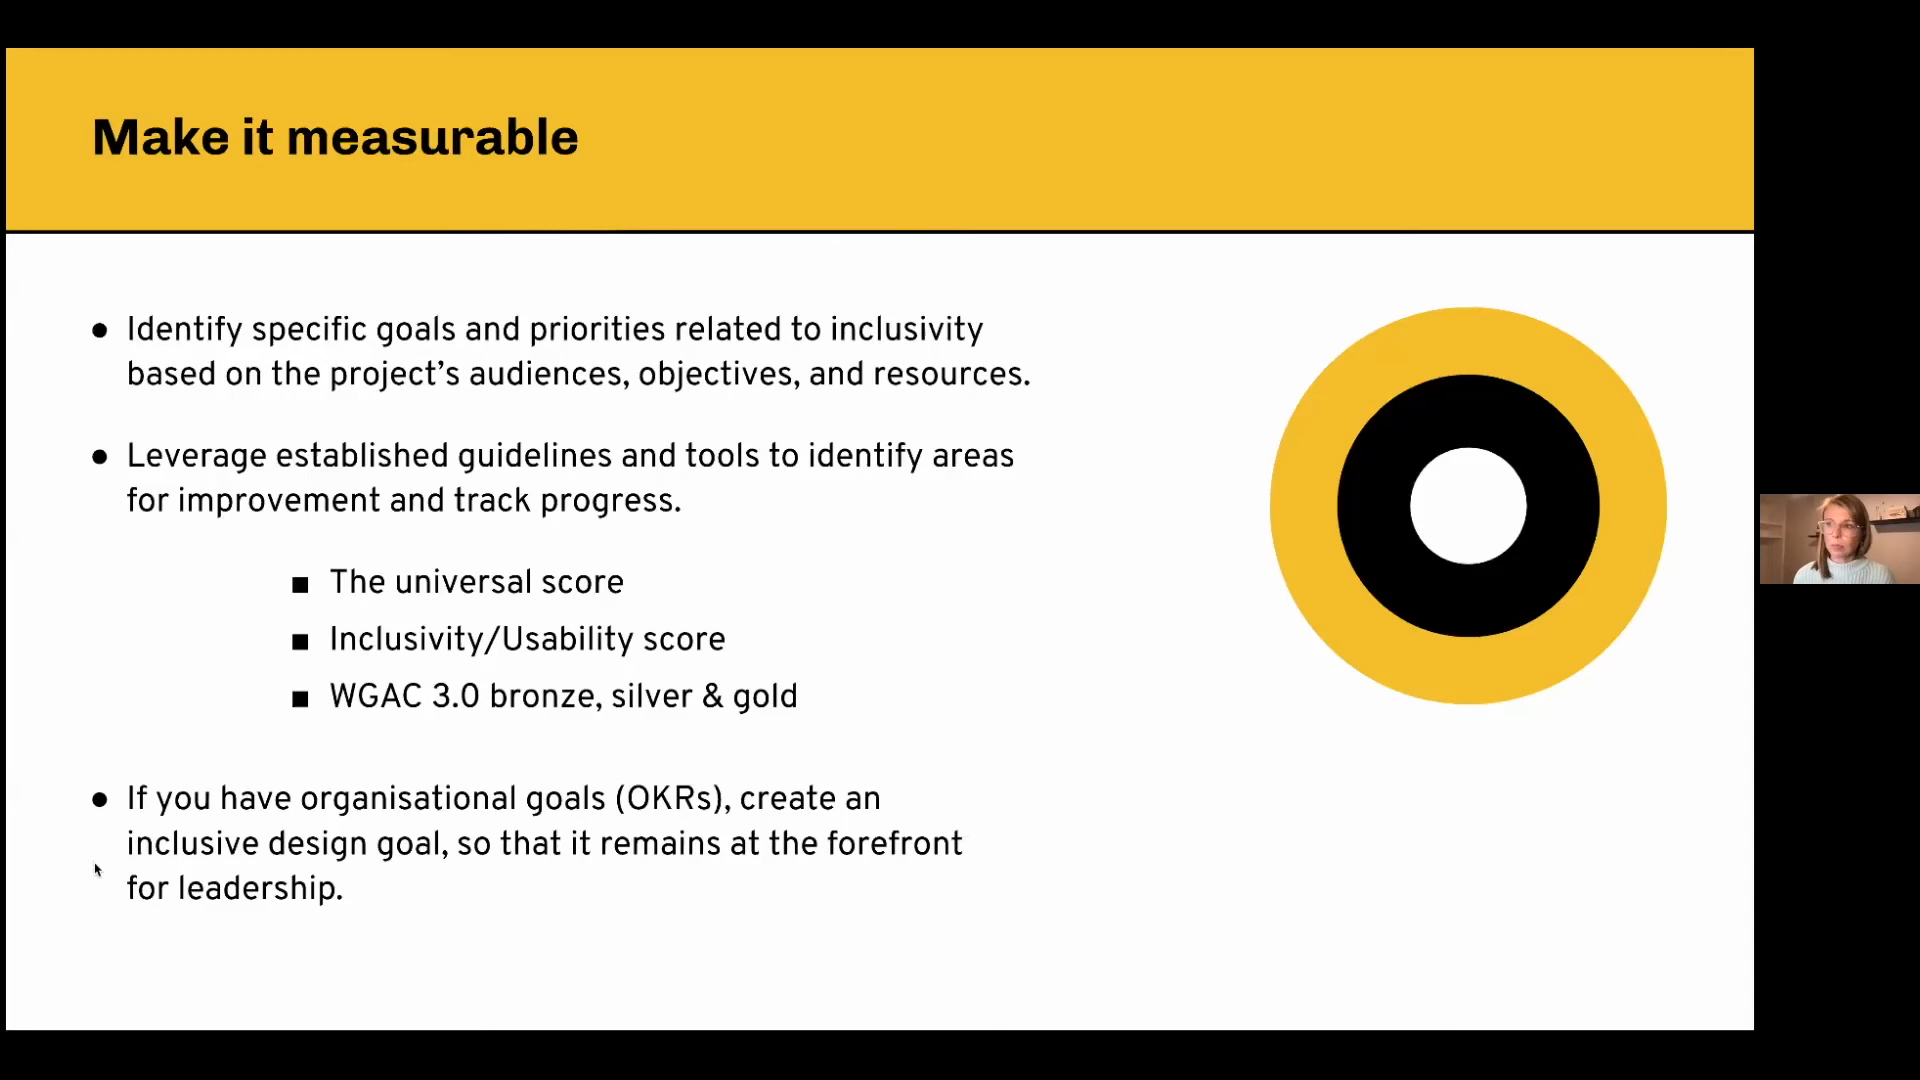 Make it measurable
● Identify specific goals and priorities related to inclusivity
based on the project’s audiences, objectives, and resources.
● Leverage established guidelines and tools to identify areas
for improvement and track progress.
■ The universal score
■ Inclusivity/Usability score
■ WGAC 3.0 bronze, silver & gold
● If you have organisational goals (OKRs), create an
inclusive design goal, so that it remains at the forefront
for leadership.